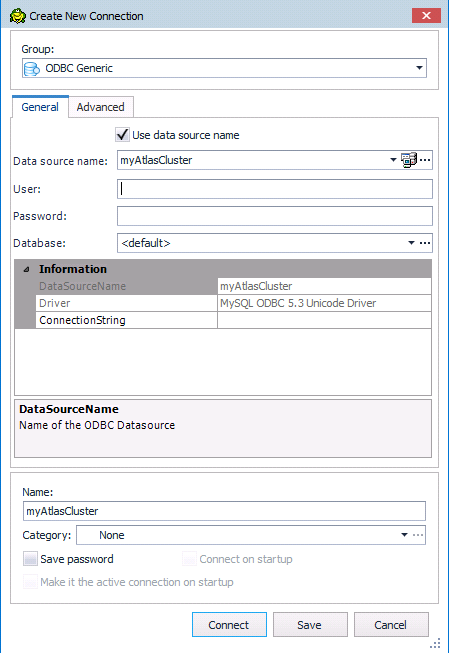 Create New Connection
Group:
ODBC Generic
General Advanced
Use data source name
Data source name: myAtlasCluster
User:
Password:
Database: <default>
Information
DataSourceName myAtlasCluster
Driver MySQL ODBC 5.3 Unicode Driver
ConnectionString
DataSourceName
Name of the ODBC Datasource
Name:
myAtlasCluster
Category: None
Save password Connect on startup
Make it the active connection on startup
Connect Save Cancel